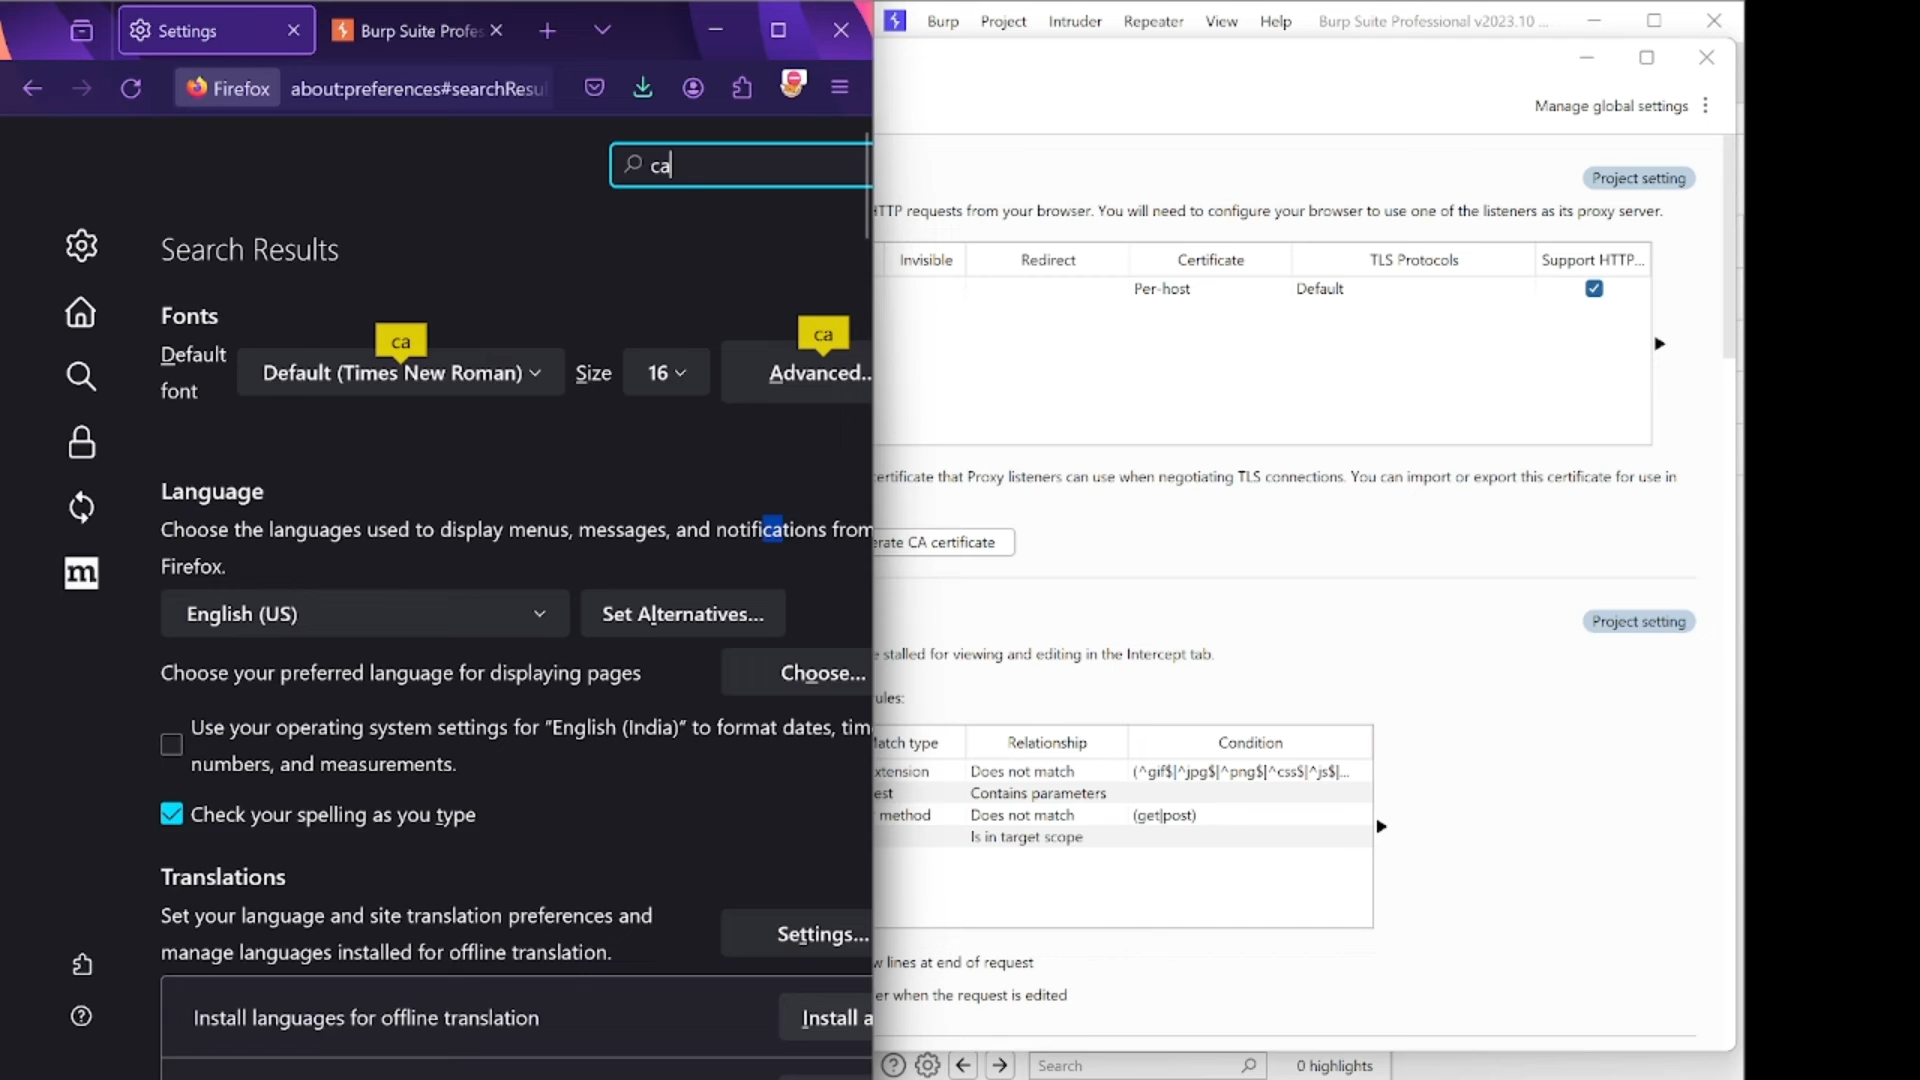 Settings
Burp Suite Profes
Firefox
about:preferences#searchResul
ca
Search Results
Fonts
Default
font
ca
Default (Times New Roman)
Size
16
ca
Advanced..
Language
Choose the languages used to display menus, messages, and notifications from
Firefox.
English (US)
Set Alternatives...
Choose your preferred language for displaying pages
Choose...
Use your operating system settings for “English (India)” to format dates, tim
numbers, and measurements.
Check your spelling as you type
Translations
Set your language and site translation preferences and
manage languages installed for offline translation.
Settings...
Install languages for offline translation
Install a
m
Burp Project Intruder Repeater View Help Burp Suite Professional v2023.10 ...
Manage global settings
Project setting
HTTP requests from your browser. You will need to configure your browser to use one of the listeners as its proxy server.
Invisible Redirect Certificate TLS Protocols Support HTTP...
Per-host Default
certificate that Proxy listeners can use when negotiating TLS connections. You can import or export this certificate for use in
erate CA certificate
Project setting
e stalled for viewing and editing in the Intercept tab.
ules:
Match type Relationship Condition
xtension Does not match (^gif$|^jpg$|^png$|^css$|^js$|...
est Contains parameters
method Does not match (get|post)
Is in target scope
w lines at end of request
er when the request is edited
Search
0 highlights